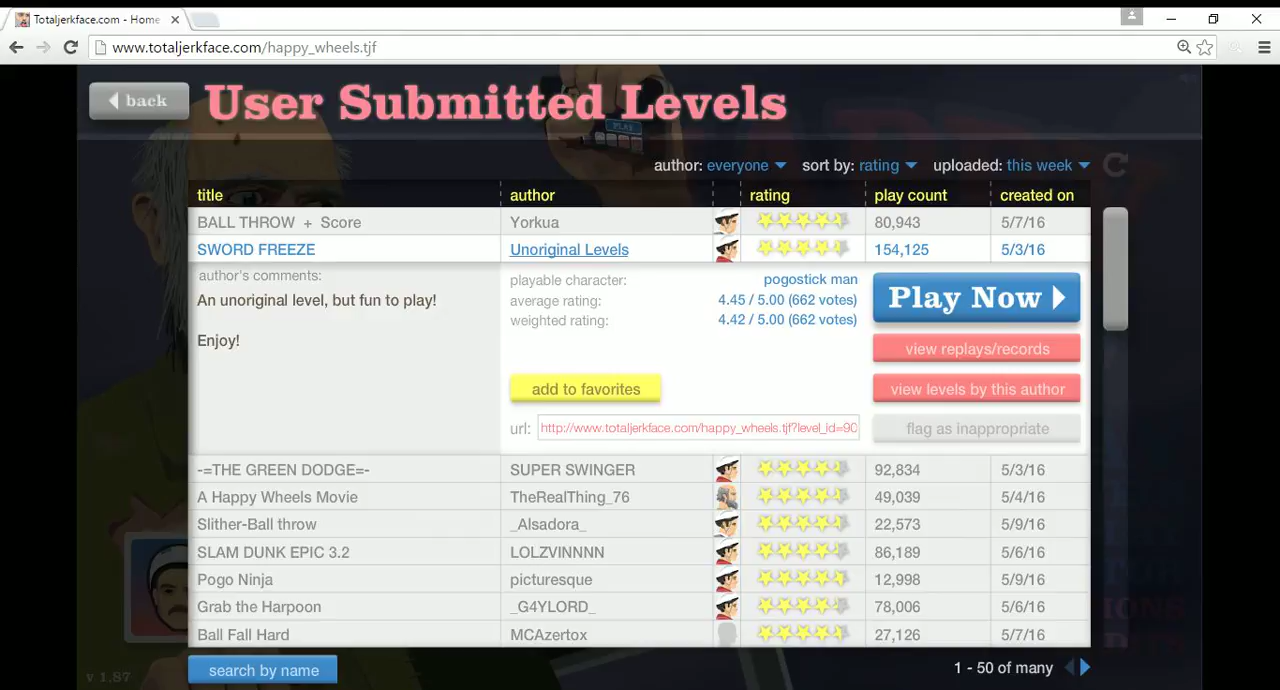 Totaljerkface.com - Home
www.totaljerkface.com/happy_wheels.tjf
back
User Submitted Levels
author: everyone sort by: rating uploaded: this week
title author rating play count created on
BALL THROW + Score Yorkua 80,943 5/7/16
SWORD FREEZE Unoriginal Levels 154,125 5/3/16
author's comments:
An unoriginal level, but fun to play!
Enjoy!
playable character: pogostick man
average rating: 4.45 / 5.00 (662 votes)
weighted rating: 4.42 / 5.00 (662 votes)
add to favorites
url: http://www.totaljerkface.com/happy_wheels.tjf?level_id=90
Play Now
view replays/records
view levels by this author
flag as inappropriate
-=THE GREEN DODGE=- SUPER SWINGER 92,834 5/3/16
A Happy Wheels Movie TheRealThing_76 49,039 5/4/16
Slither-Ball throw _Alsadora_ 22,573 5/9/16
SLAM DUNK EPIC 3.2 LOLZVINNNN 86,189 5/6/16
Pogo Ninja picturesque 12,998 5/9/16
Grab the Harpoon _G4YLORD_ 78,006 5/6/16
Ball Fall Hard MCAzertox 27,126 5/7/16
search by name
1 - 50 of many
v 1.87